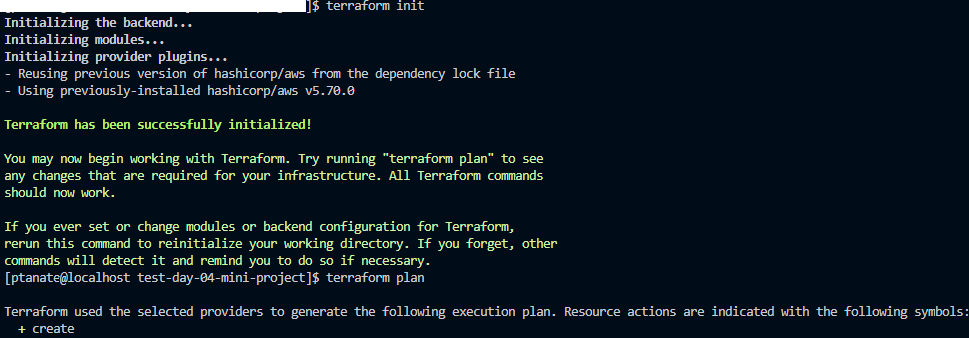 ]$ terraform init
Initializing the backend...
Initializing modules...
Initializing provider plugins...
- Reusing previous version of hashicorp/aws from the dependency lock file
- Using previously-installed hashicorp/aws v5.70.0
Terraform has been successfully initialized!
You may now begin working with Terraform. Try running "terraform plan" to see
any changes that are required for your infrastructure. All Terraform commands
should now work.
If you ever set or change modules or backend configuration for Terraform,
rerun this command to reinitialize your working directory. If you forget, other
commands will detect it and remind you to do so if necessary.
[ptanate@localhost test-day-04-mini-project]$ terraform plan
Terraform used the selected providers to generate the following execution plan. Resource actions are indicated with the following symbols:
+ create